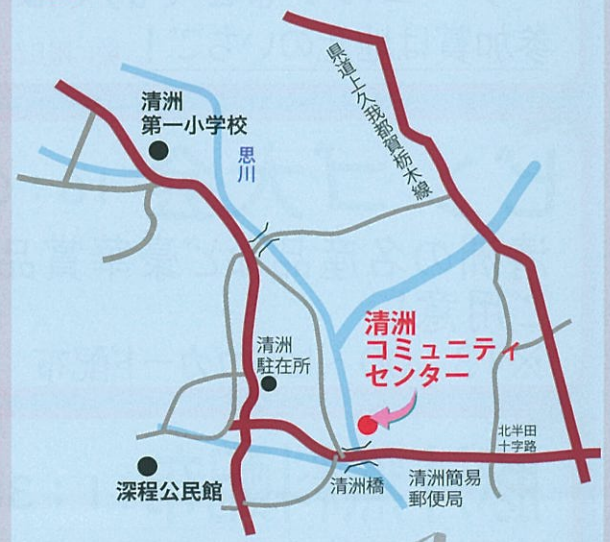 県道上久我都賀栃木線
清洲
第一小学校
思川
清洲
コミュニティ
センター
清洲
駐在所
北半田
十字路
深程公民館
清洲橋
清洲簡易
郵便局